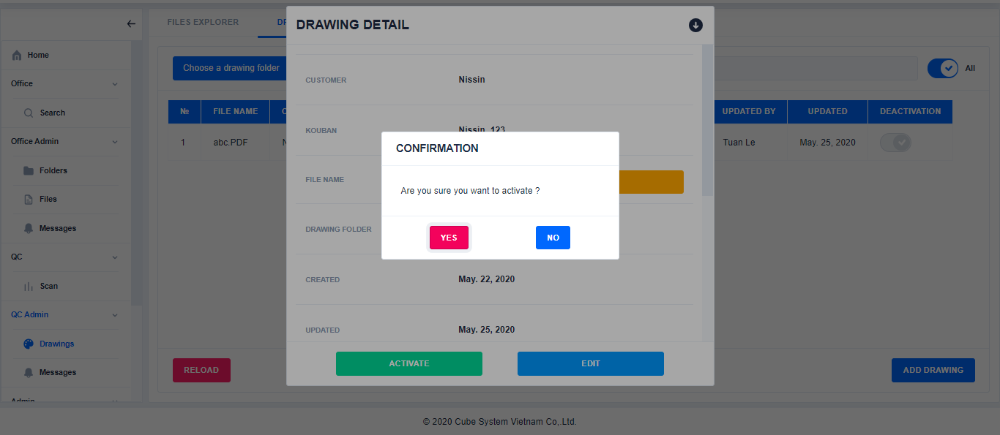 FILES EXPLORER
DRAWING DETAIL
Home
Office
Search
Office Admin
Folders
Files
Messages
QC
Scan
QC Admin
Drawings
Messages
Admin
Choose a drawing folder
All
№ FILE NAME
UPDATED BY UPDATED DEACTIVATION
1 abc.PDF
Tuan Le May. 25, 2020
CUSTOMER Nissin
KOUBAN Nissin_123
FILE NAME
DRAWING FOLDER
CREATED May. 22, 2020
UPDATED May. 25, 2020
CONFIRMATION
Are you sure you want to activate ?
YES NO
ACTIVATE EDIT
RELOAD
ADD DRAWING
© 2020 Cube System Vietnam Co,.Ltd.